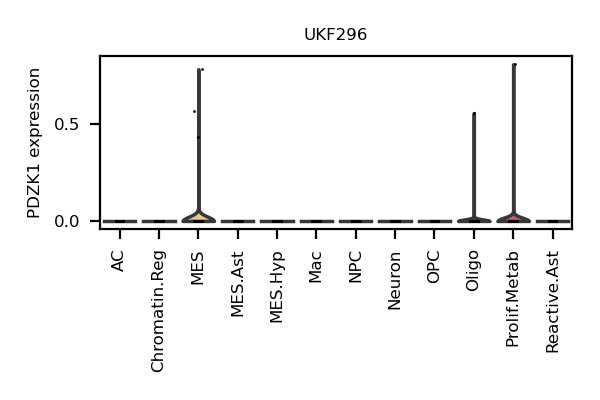 UKF296
PDZK1 expression
0.5
0.0
AC
Chromatin.Reg
MES
MES.Ast
MES.Hyp
Mac
NPC
Neuron
OPC
Oligo
Prolif.Metab
Reactive.Ast